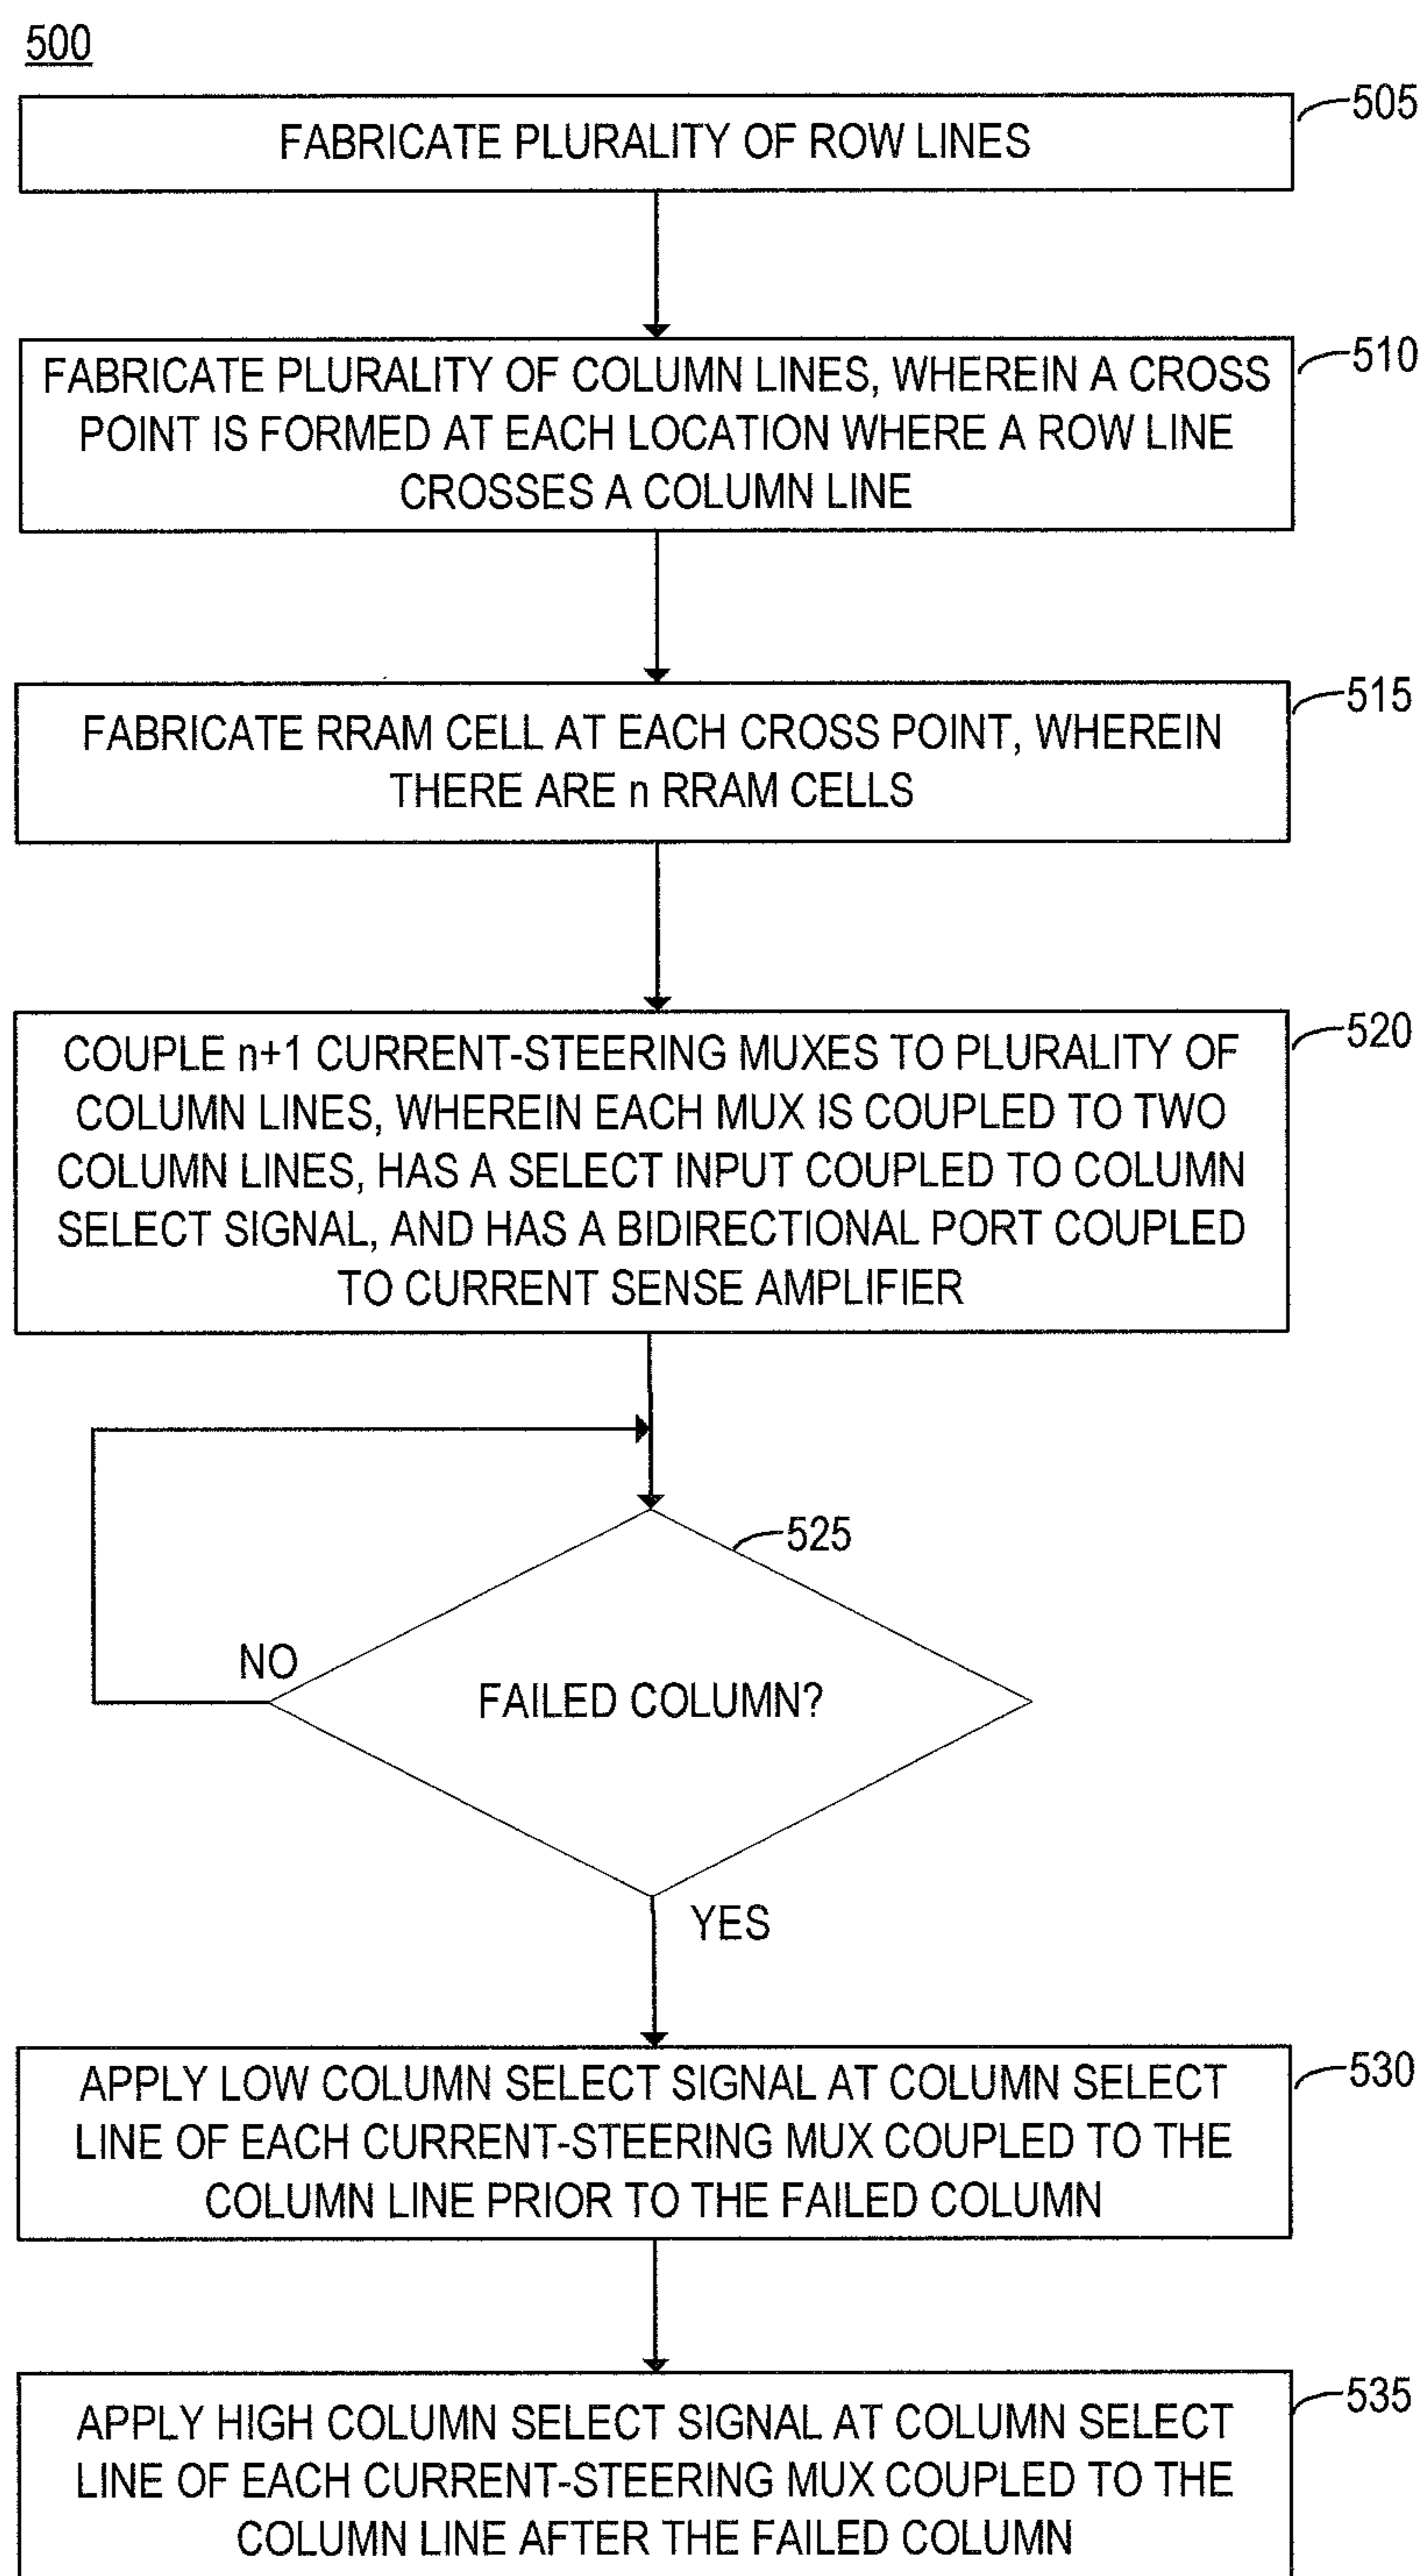 500
505
FABRICATE PLURALITY OF ROW LINES
510
FABRICATE PLURALITY OF COLUMN LINES, WHEREIN A CROSS
POINT IS FORMED AT EACH LOCATION WHERE A ROW LINE
CROSSES A COLUMN LINE
515
FABRICATE RRAM CELL AT EACH CROSS POINT, WHEREIN
THERE ARE n RRAM CELLS
520
COUPLE n+1 CURRENT-STEERING MUXES TO PLURALITY OF
COLUMN LINES, WHEREIN EACH MUX IS COUPLED TO TWO
COLUMN LINES, HAS A SELECT INPUT COUPLED TO COLUMN
SELECT SIGNAL, AND HAS A BIDIRECTIONAL PORT COUPLED
TO CURRENT SENSE AMPLIFIER
525
NO
FAILED COLUMN?
YES
530
APPLY LOW COLUMN SELECT SIGNAL AT COLUMN SELECT
LINE OF EACH CURRENT-STEERING MUX COUPLED TO THE
COLUMN LINE PRIOR TO THE FAILED COLUMN
535
APPLY HIGH COLUMN SELECT SIGNAL AT COLUMN SELECT
LINE OF EACH CURRENT-STEERING MUX COUPLED TO THE
COLUMN LINE AFTER THE FAILED COLUMN